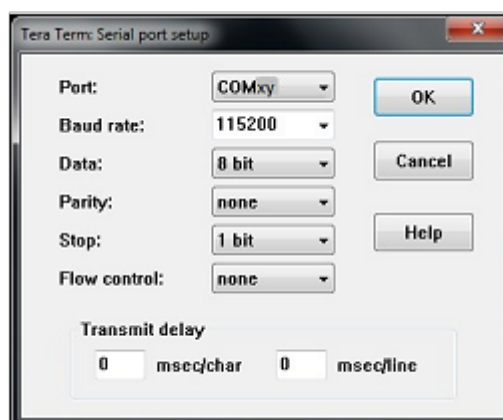 Tera Term: Serial port setup
Port: COMxy OK
Baud rate: 115200
Data: 8 bit Cancel
Parity: none
Stop: 1 bit Help
Flow control: none
Transmit delay
0 msec/char 0 msec/line